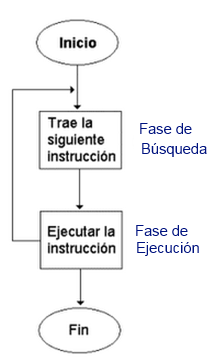 Inicio
Trae la
siguiente
instrucción
Fase de
Búsqueda
Ejecutar la
instrucción
Fase de
Ejecución
Fin